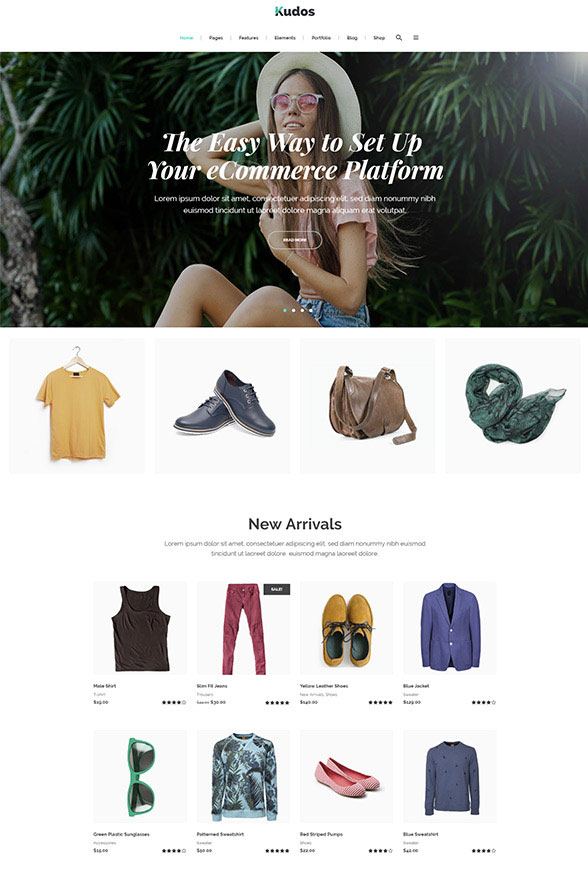 Kudos
Home Pages Features Elements Portfolio Blog Shop
The Easy Way to Set Up
Your eCommerce Platform
Lorem ipsum dolor sit amet, consectetuer adipiscing elit, sed diam nonummy nibh
euismod tincidunt ut laoreet dolore magna aliquam erat volutpat.
READ MORE
New Arrivals
Lorem ipsum dolor sit amet, consectetuer adipiscing elit, sed diam nonummy nibh euismod
tincidunt ut laoreet dolore euismod magna laoreet dolore.
SALE!
Male Shirt
T-shirt
$15.00
Slim Fit Jeans
Trousers
$30.00
Yellow Leather Shoes
New Arrivals, Shoes
$140.00
Blue Jacket
Sweater
$129.00
Green Plastic Sunglasses
Accessories
$15.00
Patterned Sweatshirt
Sweater
$50.00
Red Striped Pumps
Shoes
$22.00
Blue Sweatshirt
Sweater
$42.00